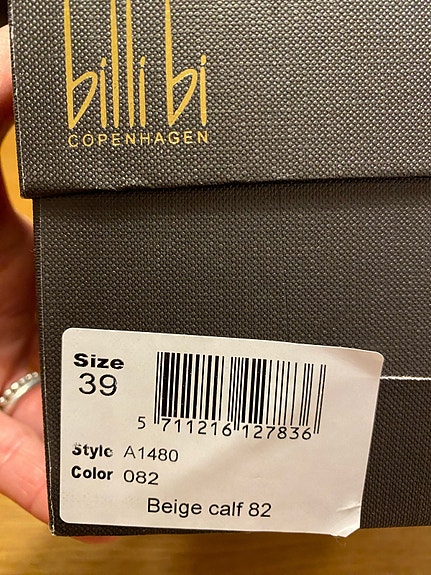 billi bi
COPENHAGEN
Size
39
5 711216 127836
Style A1480
Color 082
Beige calf 82